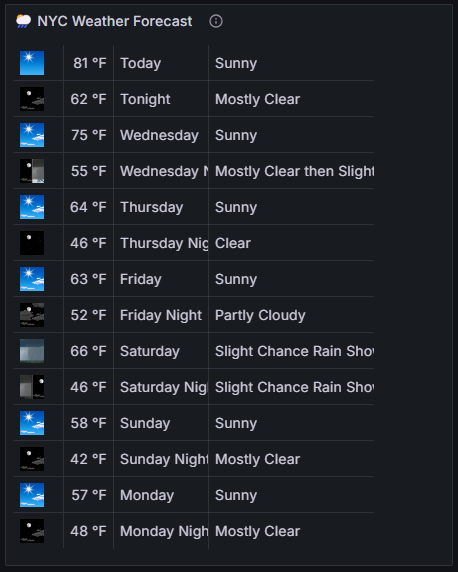 NYC Weather Forecast
81 °F Today Sunny
62 °F Tonight Mostly Clear
75 °F Wednesday Sunny
55 °F Wednesday N Mostly Clear then Slight
64 °F Thursday Sunny
46 °F Thursday Nig Clear
63 °F Friday Sunny
52 °F Friday Night Partly Cloudy
66 °F Saturday Slight Chance Rain Show
46 °F Saturday Nigh Slight Chance Rain Show
58 °F Sunday Sunny
42 °F Sunday Night Mostly Clear
57 °F Monday Sunny
48 °F Monday Nigh Mostly Clear